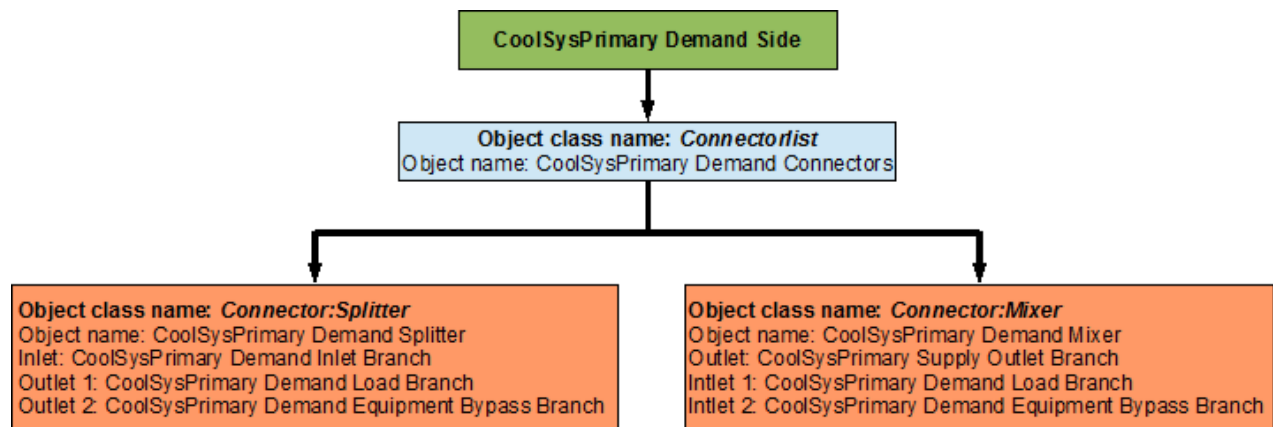 CoolSysPrimary Demand Side
Object class name: Connectorlist
Object name: CoolSysPrimary Demand Connectors
Object class name: Connector:Splitter
Object name: CoolSysPrimary Demand Splitter
Inlet: CoolSysPrimary Demand Inlet Branch
Outlet 1: CoolSysPrimary Demand Load Branch
Outlet 2: CoolSysPrimary Demand Equipment Bypass Branch
Object class name: Connector:Mixer
Object name: CoolSysPrimary Demand Mixer
Outlet: CoolSysPrimary Supply Outlet Branch
Intlet 1: CoolSysPrimary Demand Load Branch
Intlet 2: CoolSysPrimary Demand Equipment Bypass Branch